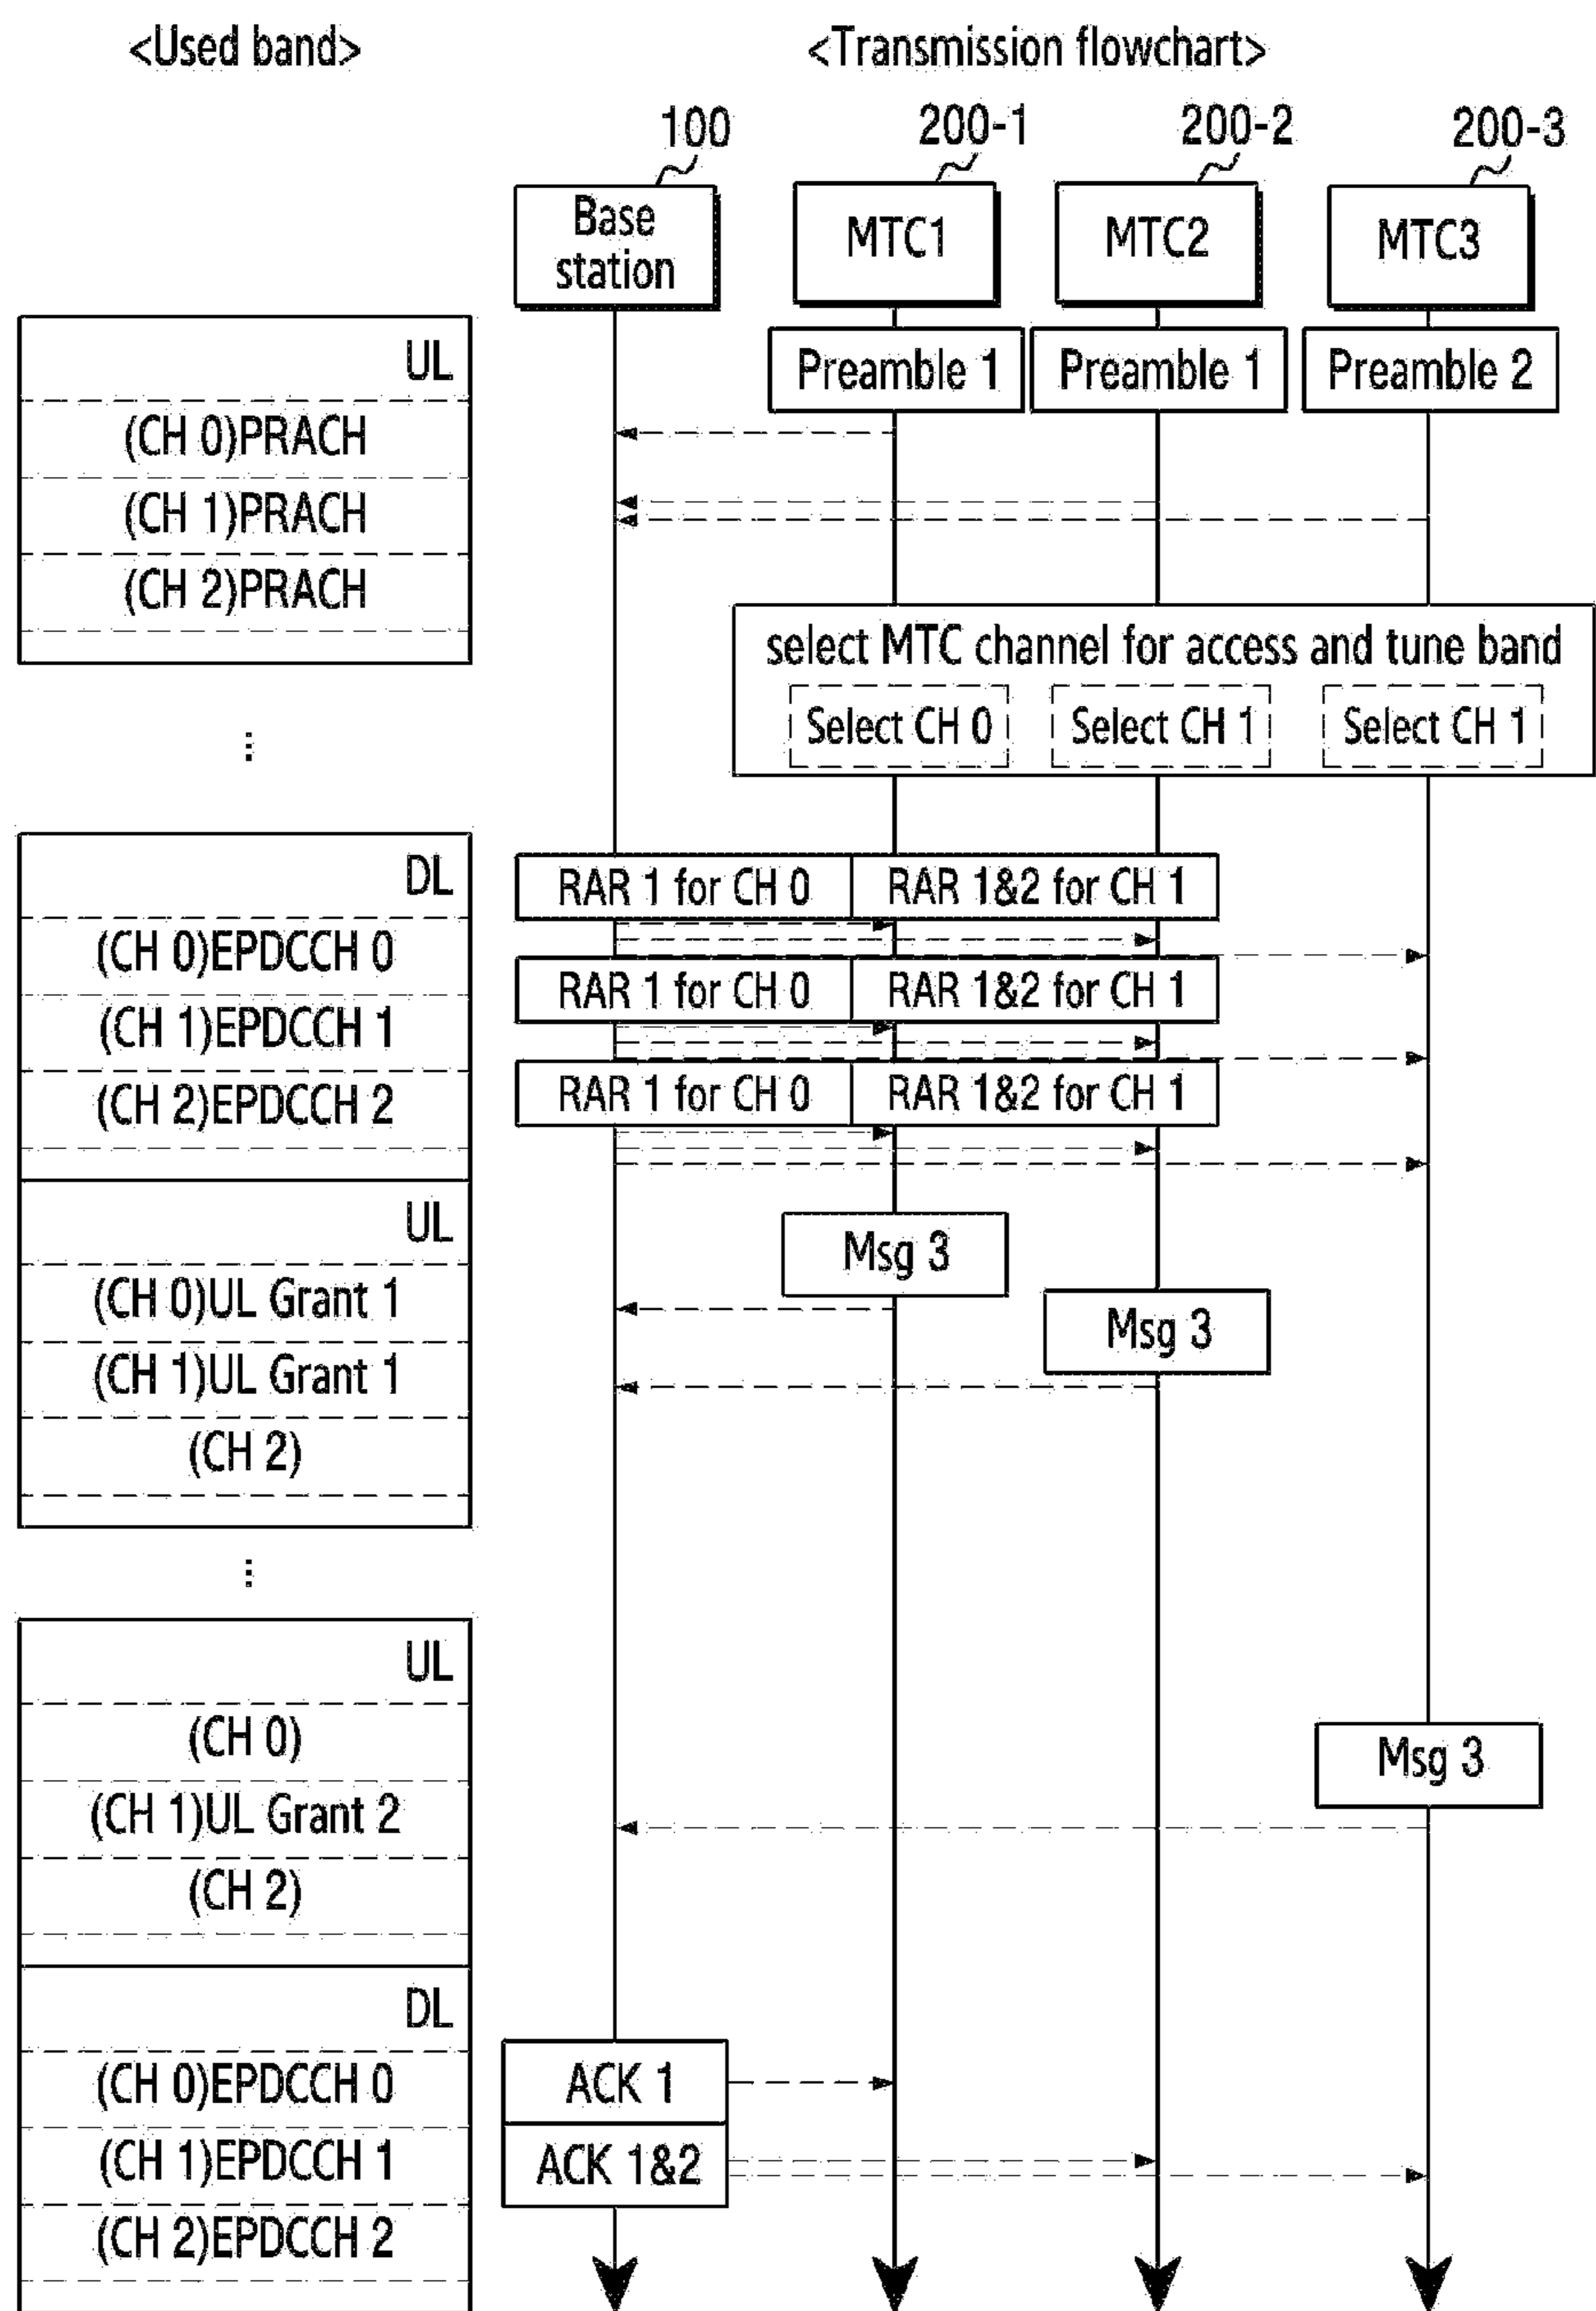 <Used band>
<Transmission flowchart>
100
200-1
200-2
200-3
Base
station
MTC1
MTC2
MTC3
UL
Preamble 1
Preamble 1
Preamble 2
(CH 0)PRACH
(CH 1)PRACH
(CH 2)PRACH
select MTC channel for access and tune band
Select CH 0
Select CH 1
Select CH 1
⋮
DL
RAR 1 for CH 0
RAR 1&2 for CH 1
(CH 0)EPDCCH 0
RAR 1 for CH 0
RAR 1&2 for CH 1
(CH 1)EPDCCH 1
(CH 2)EPDCCH 2
RAR 1 for CH 0
RAR 1&2 for CH 1
UL
Msg 3
(CH 0)UL Grant 1
Msg 3
(CH 1)UL Grant 1
(CH 2)
⋮
UL
(CH 0)
Msg 3
(CH 1)UL Grant 2
(CH 2)
DL
(CH 0)EPDCCH 0
ACK 1
(CH 1)EPDCCH 1
ACK 1&2
(CH 2)EPDCCH 2